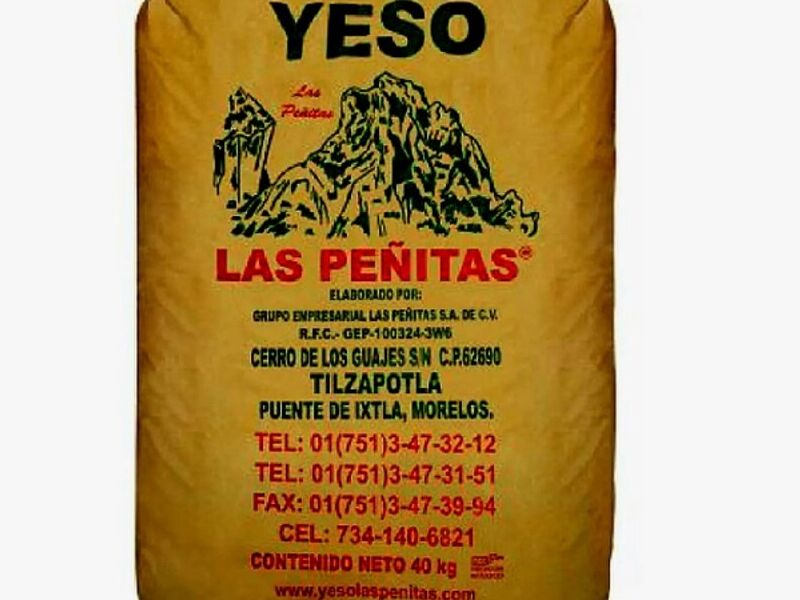 YESO
Las
Peñitas
LAS PEÑITAS®
ELABORADO POR:
GRUPO EMPRESARIAL LAS PEÑITAS S.A. DE C.V.
R.F.C.- GEP-100324-3W6
CERRO DE LOS GUAJES S/N C.P.62690
TILZAPOTLA
PUENTE DE IXTLA, MORELOS.
TEL: 01(751)3-47-32-12
TEL: 01(751)3-47-31-51
FAX: 01(751)3-47-39-94
CEL: 734-140-6821
CONTENIDO NETO 40 kg
www.yesolaspenitas.com